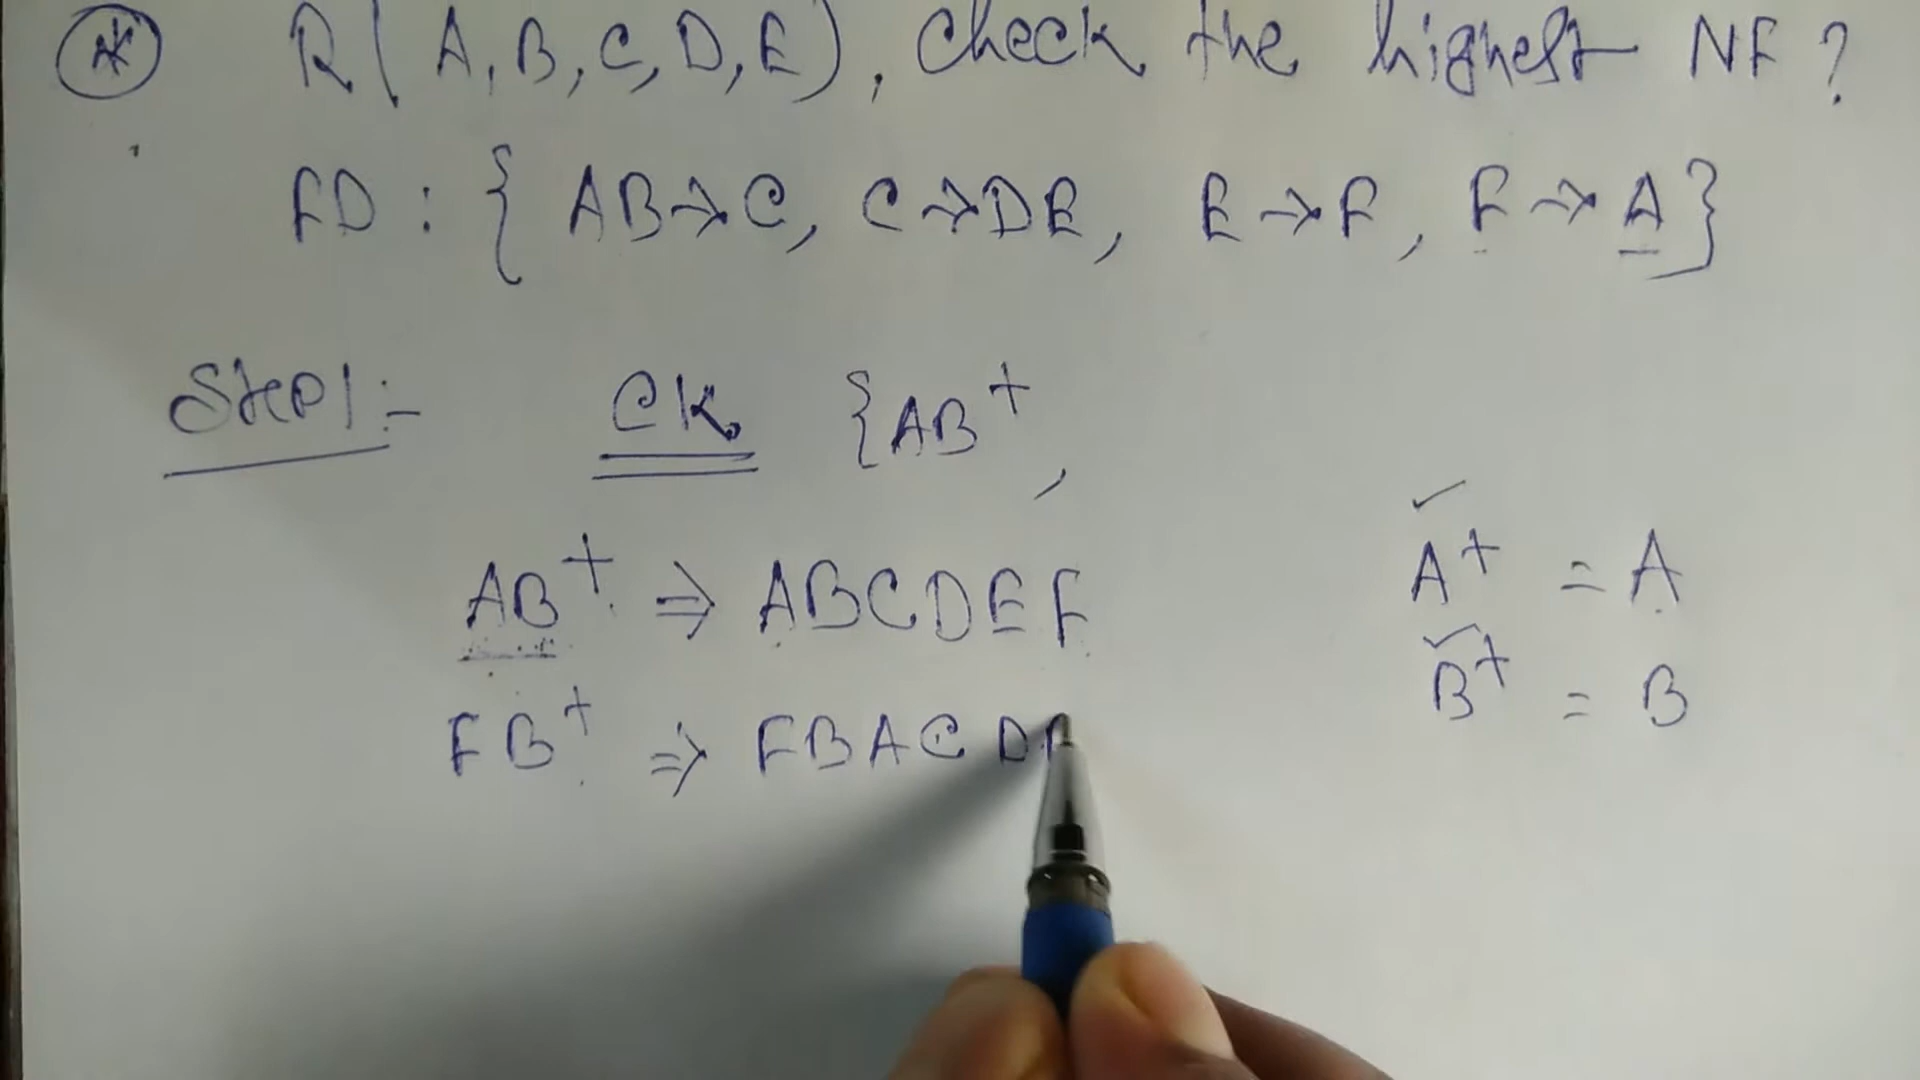 * R(A,B,C,D,E), Check the highest NF ?
FD : { AB→C, C→DE, E→F, F→A }
Step1:- CK {AB+,
AB+ ⇒ ABCDEF
A+ = A
B+ = B
FB+ ⇒ FBACD